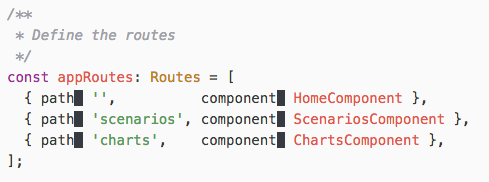 /**
* Define the routes
*/
const appRoutes: Routes = [
{ path '', component HomeComponent },
{ path 'scenarios', component ScenariosComponent },
{ path 'charts', component ChartsComponent },
];